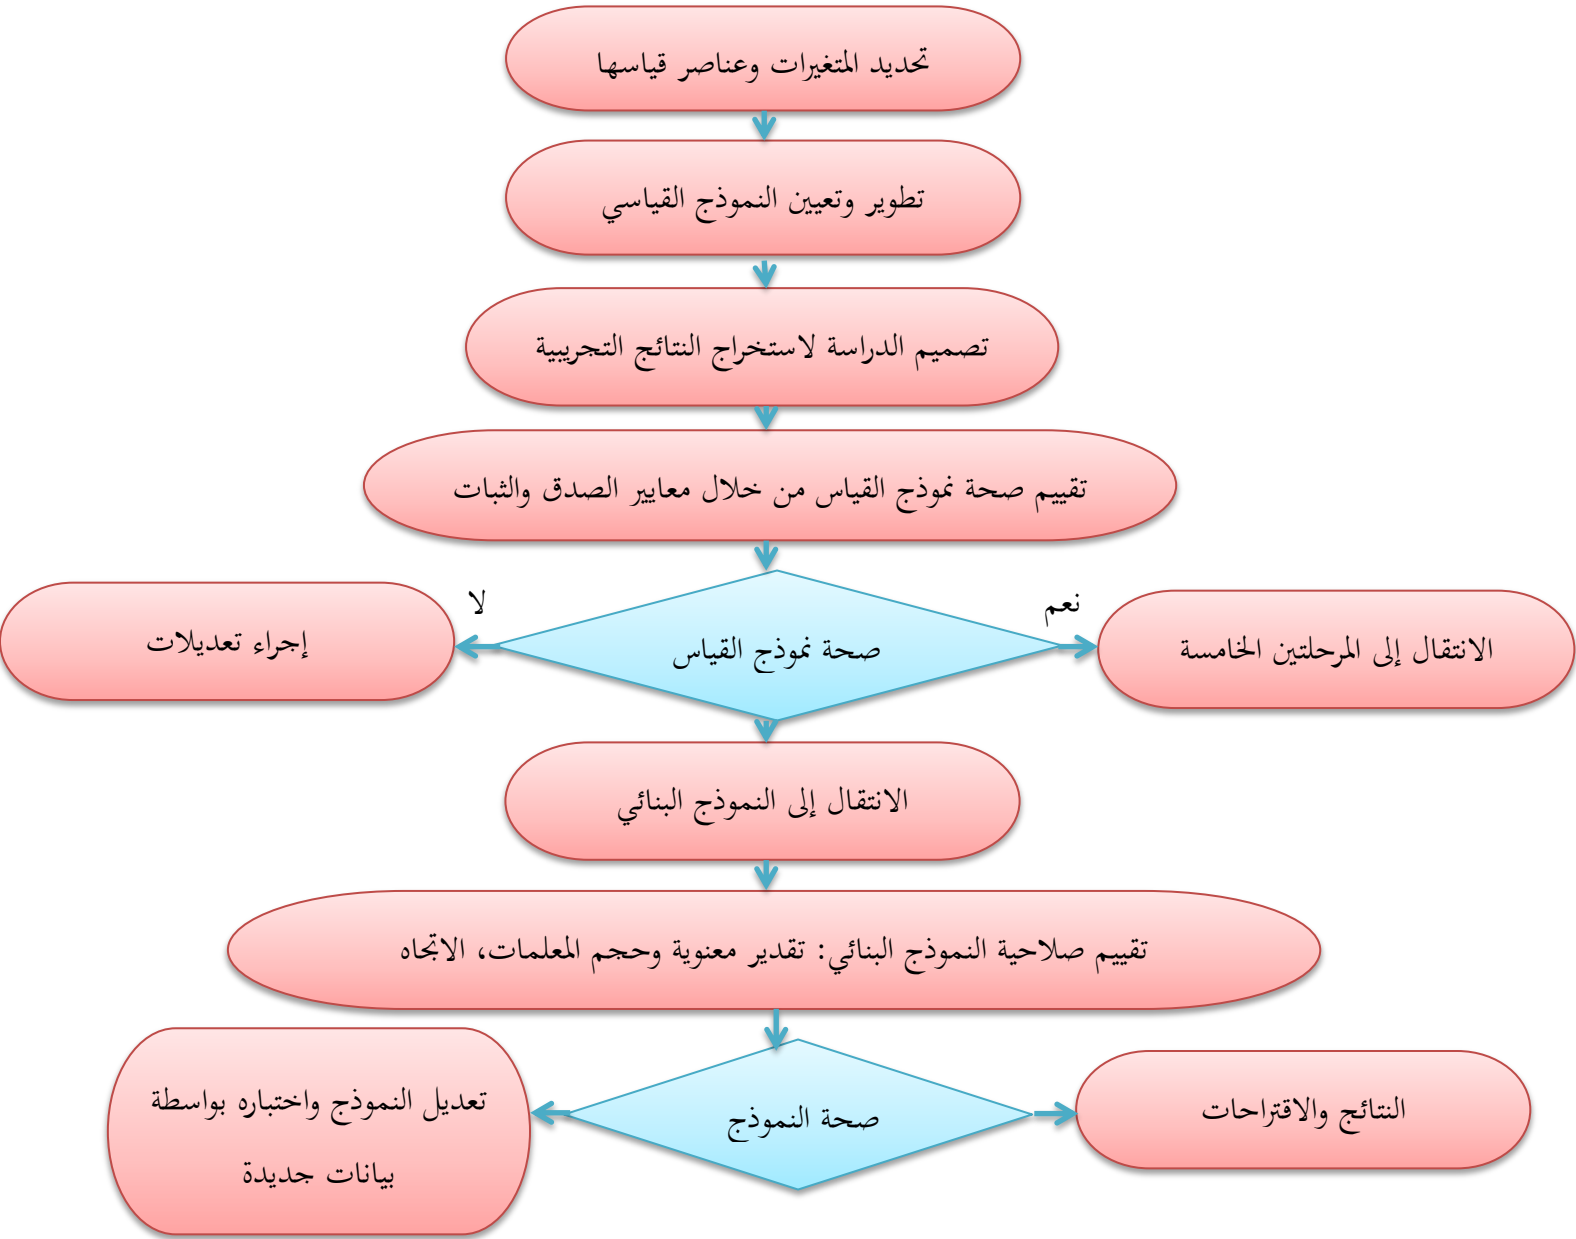 تحديد المتغيرات وعناصر قياسها
تطوير وتعيين النموذج القياسي
تصميم الدراسة لاستخراج النتائج التجريبية
تقييم صحة نموذج القياس من خلال معايير الصدق والثبات
نعم
لا
الانتقال إلى المرحلتين الخامسة
صحة نموذج القياس
إجراء تعديلات
الانتقال إلى النموذج البنائي
تقييم صلاحية النموذج البنائي: تقدير معنوية وحجم المعلمات، الاتجاه
النتائج والاقتراحات
صحة النموذج
تعديل النموذج واختباره بواسطة
بيانات جديدة